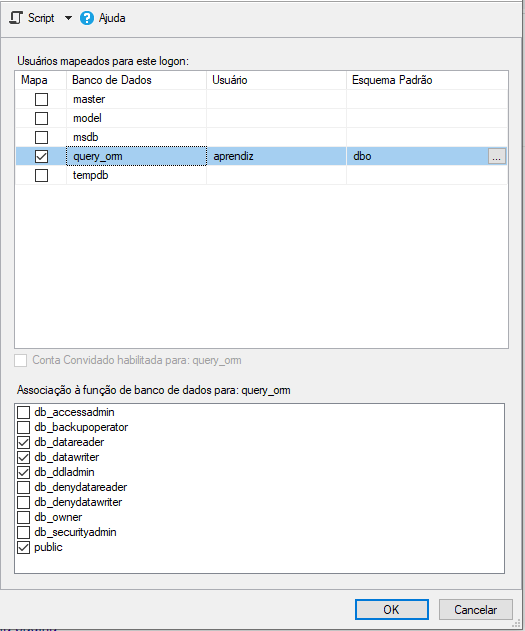 Script Ajuda
Usuários mapeados para este logon:
Mapa Banco de Dados Usuário Esquema Padrão
master
model
msdb
query_orm aprendiz dbo ...
tempdb
Conta Convidado habilitada para: query_orm
Associação à função de banco de dados para: query_orm
db_accessadmin
db_backupoperator
db_datareader
db_datawriter
db_ddladmin
db_denydatareader
db_denydatawriter
db_owner
db_securityadmin
public
OK Cancelar